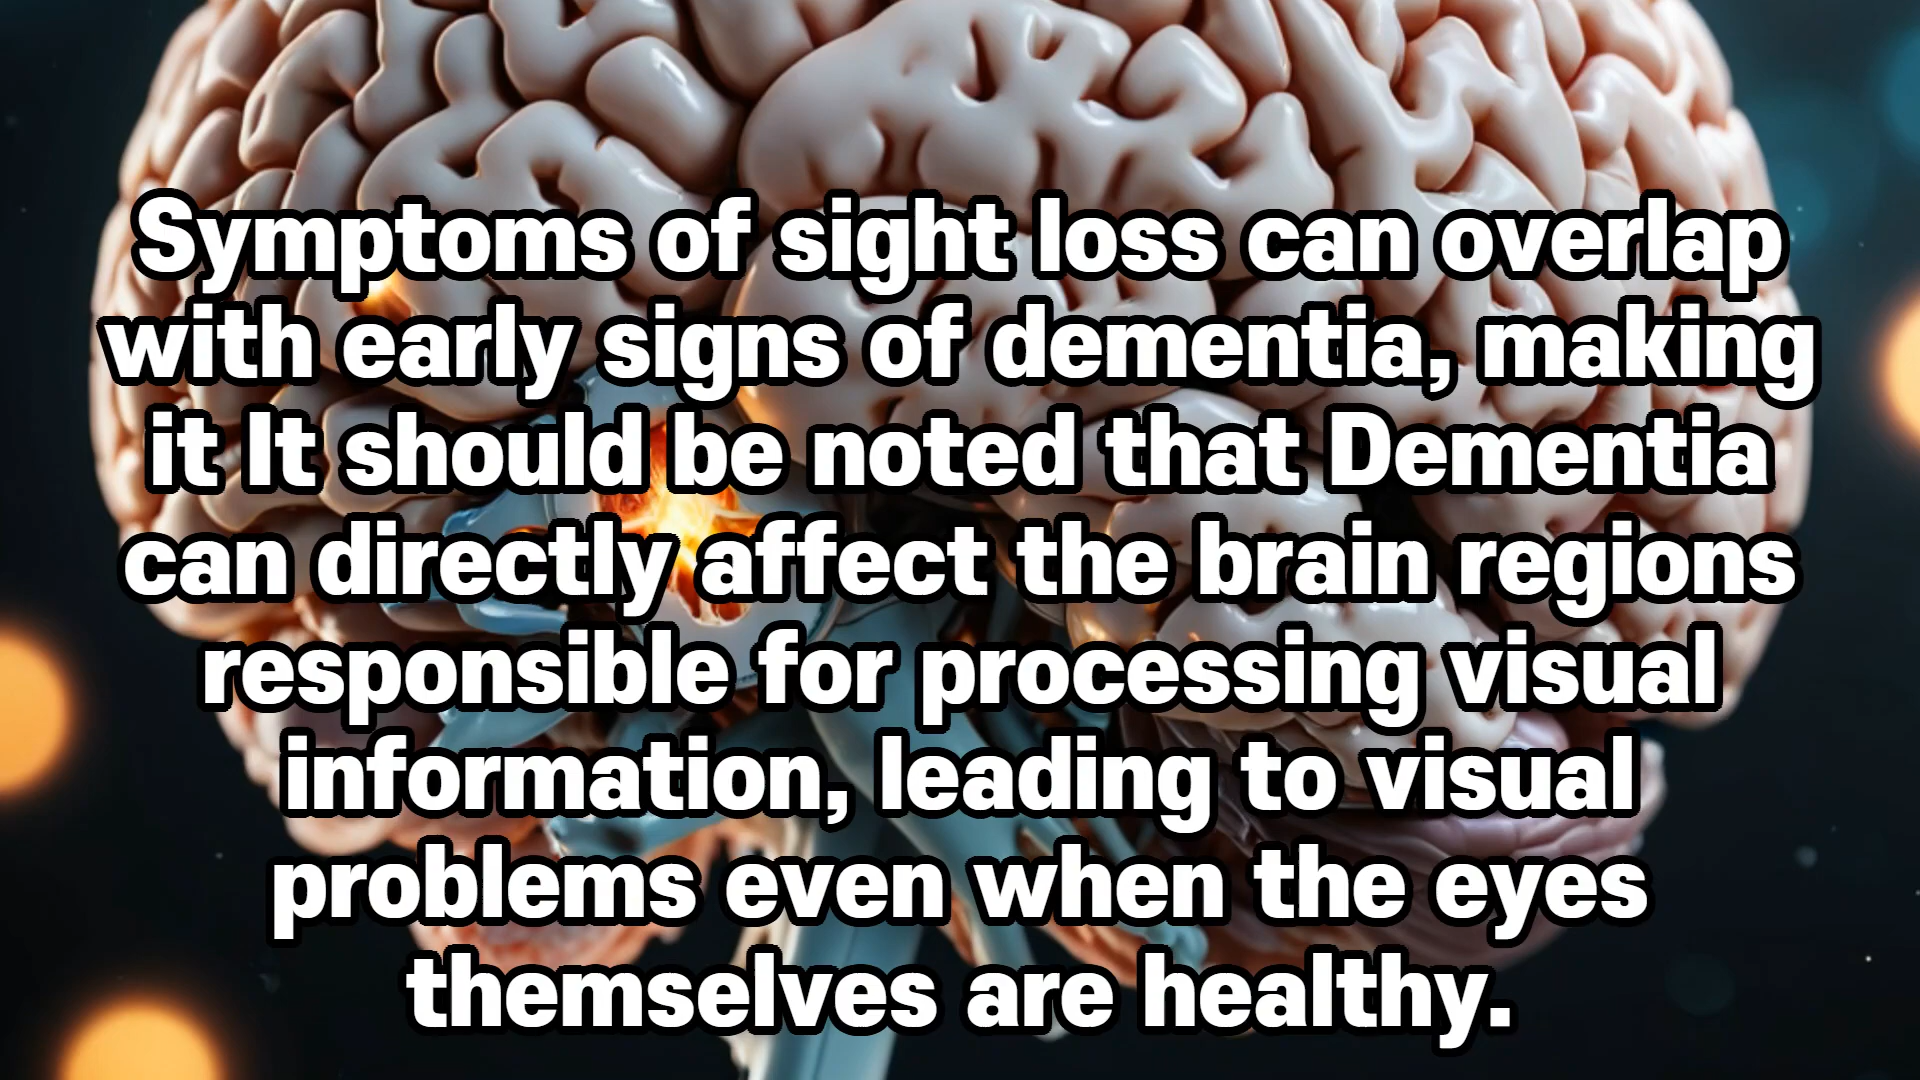 Symptoms of sight loss can overlap
with early signs of dementia, making
it It should be noted that Dementia
can directly affect the brain regions
responsible for processing visual
information, leading to visual
problems even when the eyes
themselves are healthy.